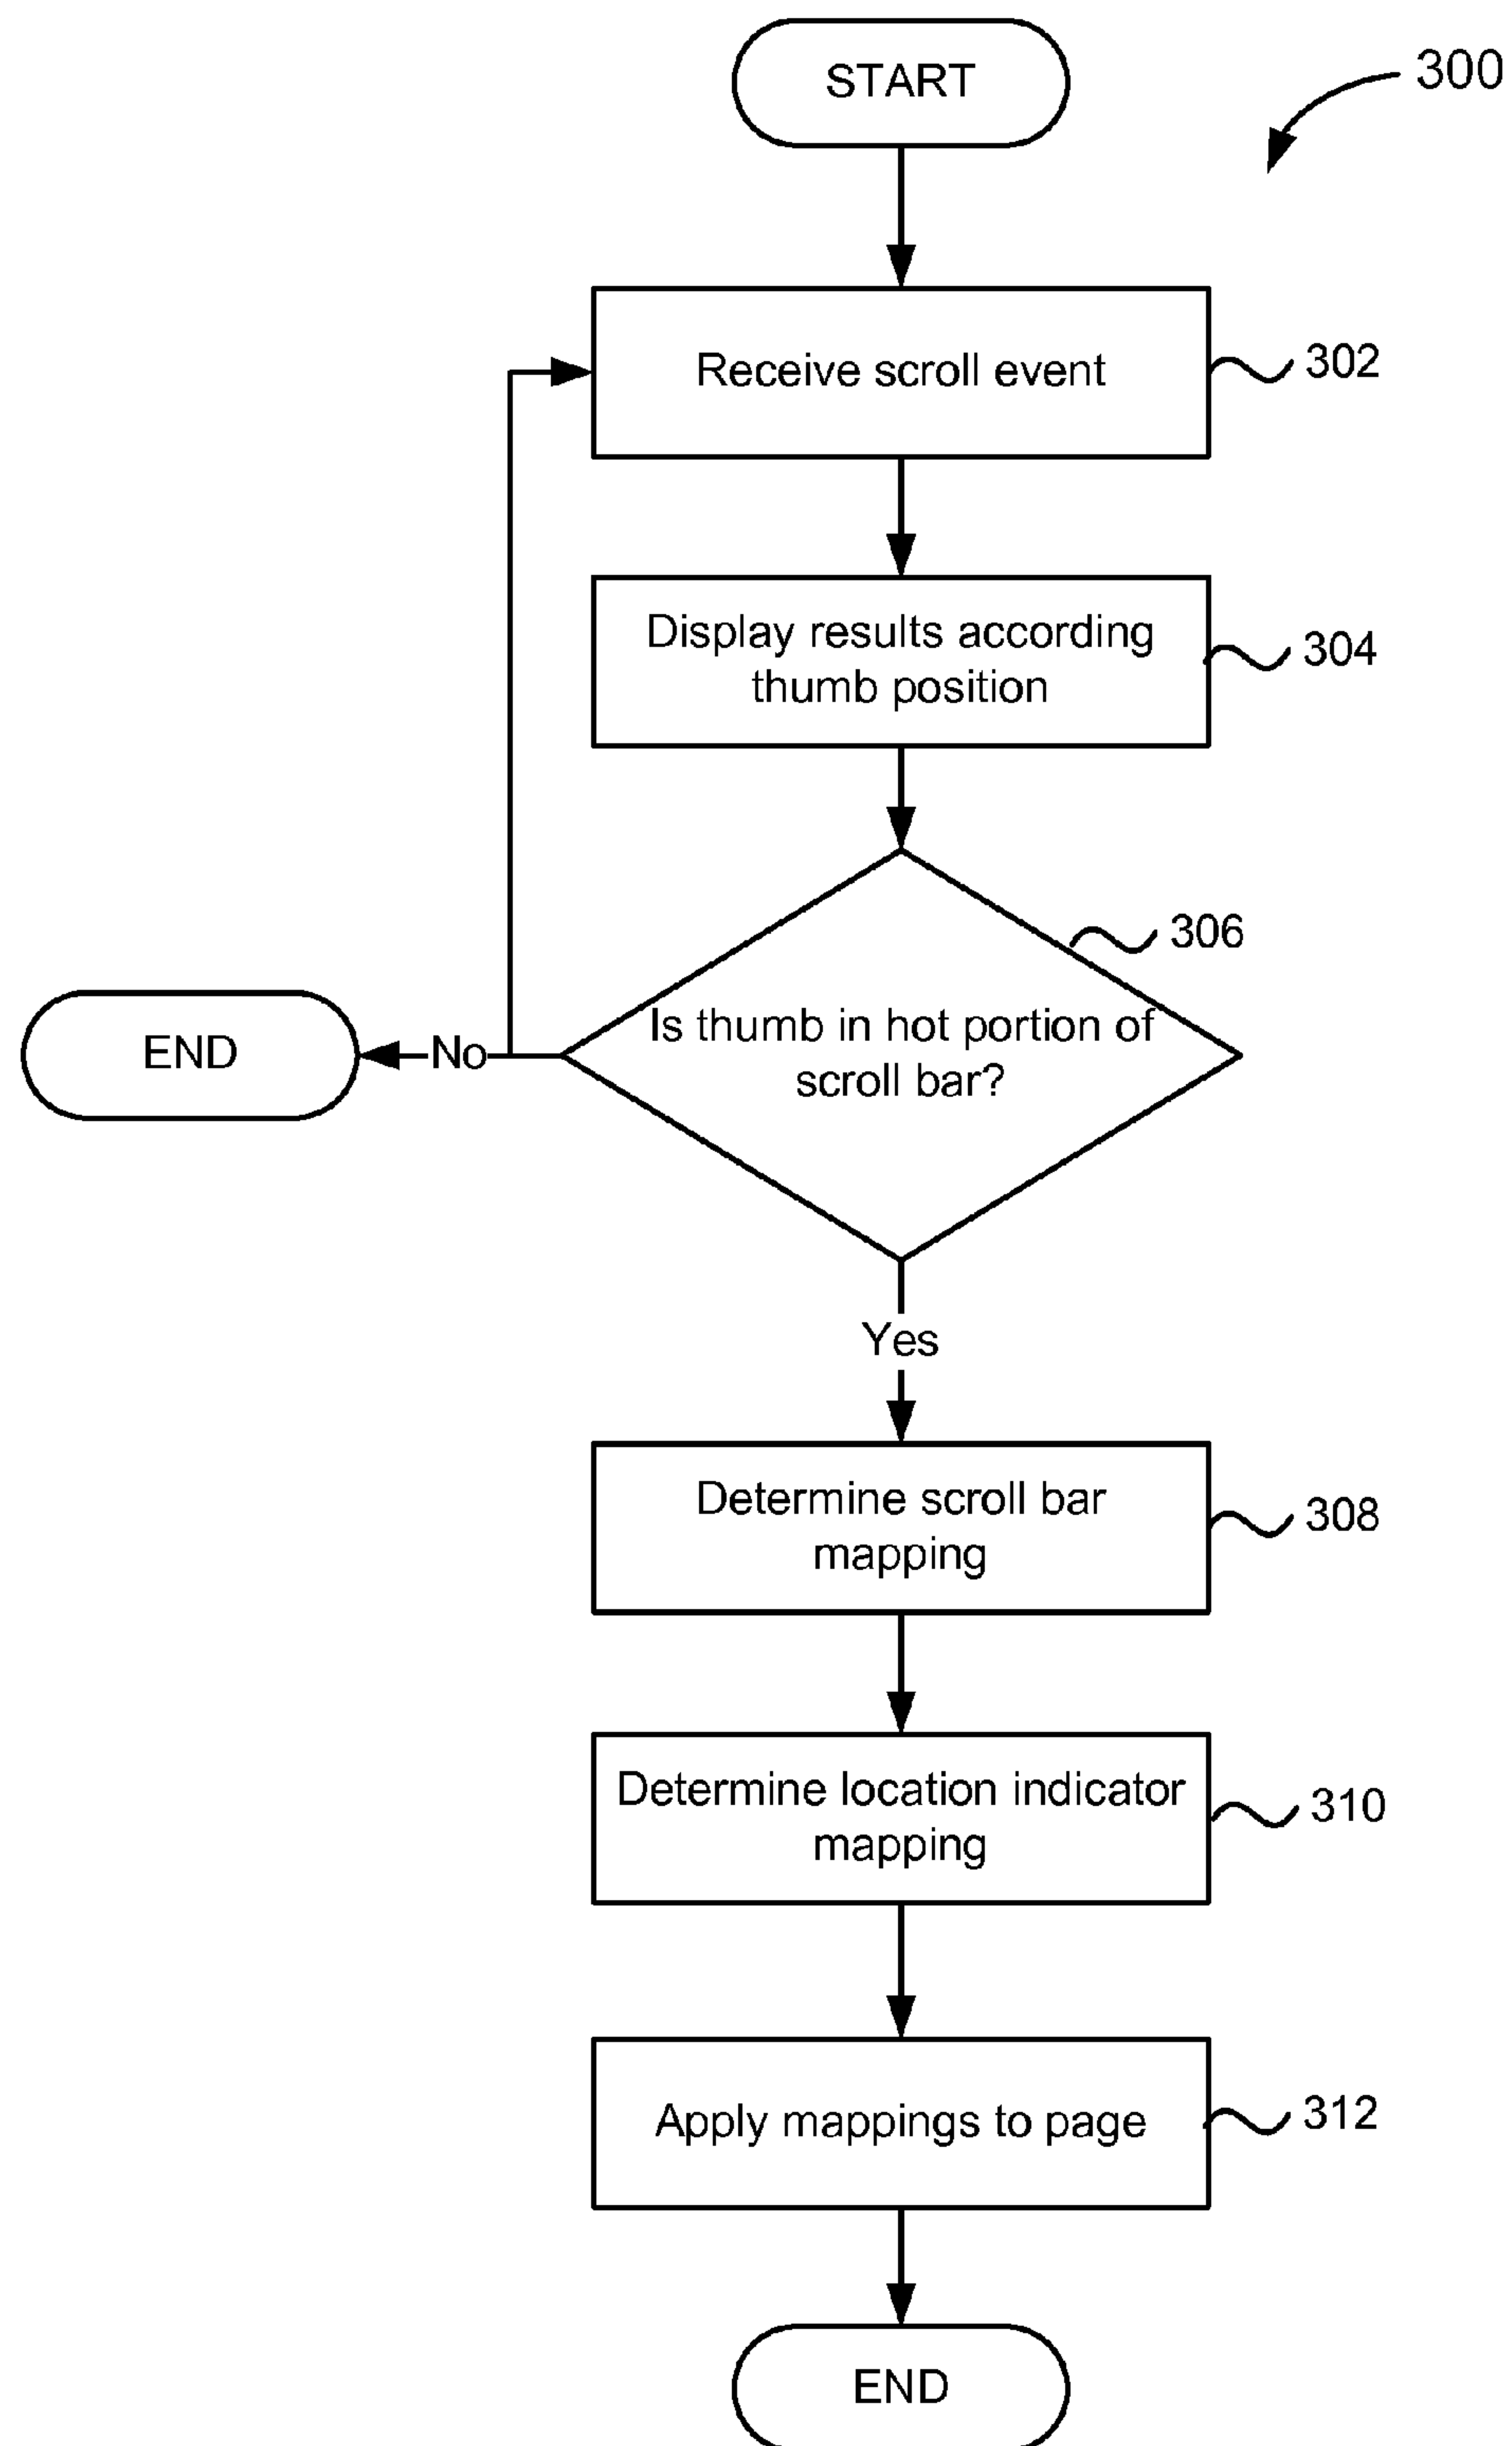 START
300
Receive scroll event
302
Display results according
thumb position
304
306
Is thumb in hot portion of
scroll bar?
END
No
Yes
Determine scroll bar
mapping
308
Determine location indicator
mapping
310
Apply mappings to page
312
END